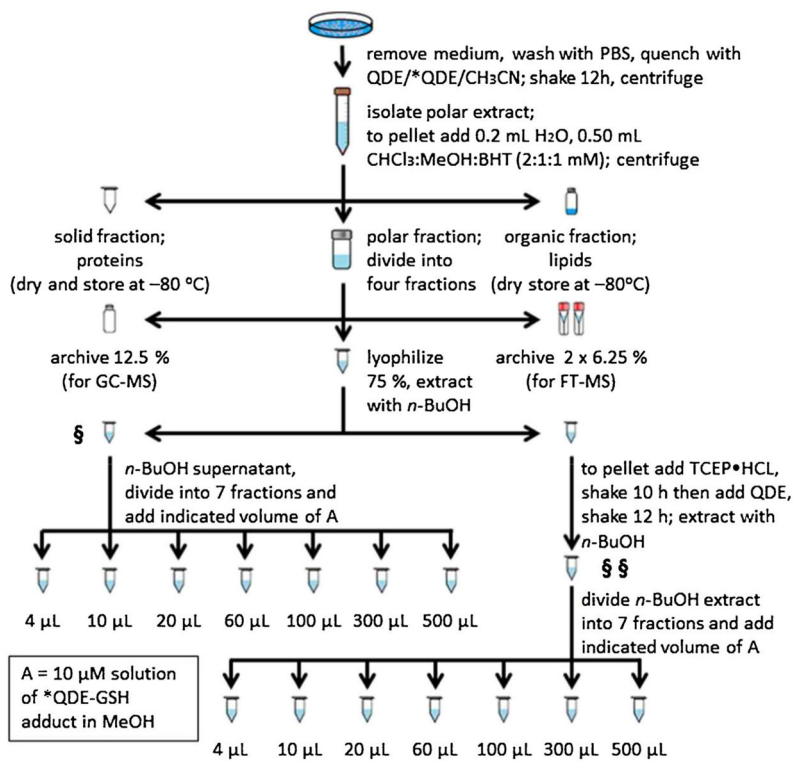 remove medium, wash with PBS, quench with
QDE/*QDE/CH3CN; shake 12h, centrifuge
isolate polar extract;
to pellet add 0.2 mL H2O, 0.50 mL
CHCl3:MeOH:BHT (2:1:1 mM); centrifuge
solid fraction;
proteins
(dry and store at –80 ºC)
polar fraction;
divide into
four fractions
organic fraction;
lipids
(dry store at –80ºC)
archive 12.5 %
(for GC-MS)
lyophilize
75 %, extract
with n-BuOH
archive 2 x 6.25 %
(for FT-MS)
§
n-BuOH supernatant,
divide into 7 fractions and
add indicated volume of A
to pellet add TCEP•HCL,
shake 10 h then add QDE,
shake 12 h; extract with
n-BuOH
§ §
4 µL 10 µL 20 µL 60 µL 100 µL 300 µL 500 µL
divide n-BuOH extract
into 7 fractions and add
indicated volume of A
A = 10 µM solution
of *QDE-GSH
adduct in MeOH
4 µL 10 µL 20 µL 60 µL 100 µL 300 µL 500 µL